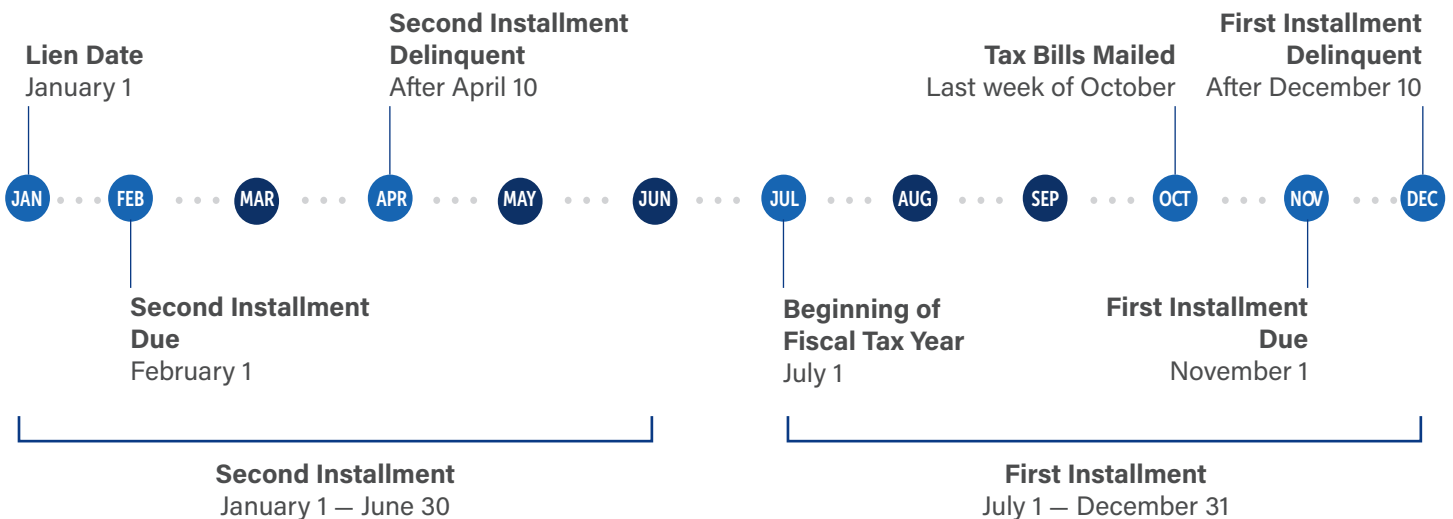 Lien Date
January 1
Second Installment
Delinquent
After April 10
Tax Bills Mailed
Last week of October
First Installment
Delinquent
After December 10
JAN
FEB
MAR
APR
MAY
JUN
JUL
AUG
SEP
OCT
NOV
DEC
Second Installment
Due
February 1
Beginning of
Fiscal Tax Year
July 1
First Installment
Due
November 1
Second Installment
January 1 — June 30
First Installment
July 1 — December 31